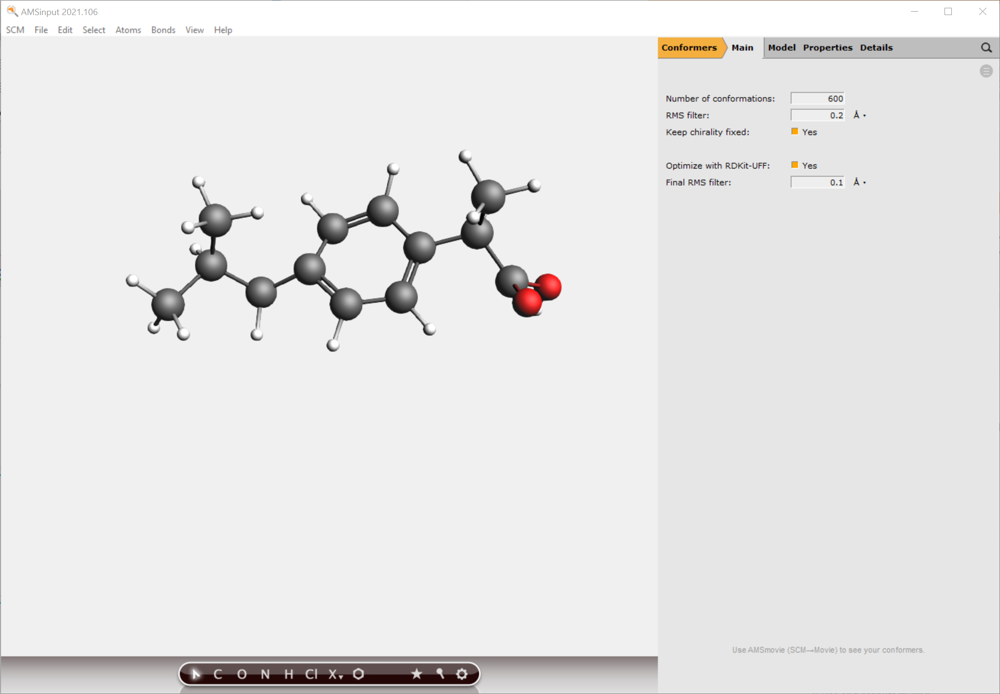 AMSinput 2021.106
SCM File Edit Select Atoms Bonds View Help
Conformers Main Model Properties Details
Number of conformations: 600
RMS filter: 0.2 Å
Keep chirality fixed: Yes
Optimize with RDKit-UFF: Yes
Final RMS filter: 0.1 Å
Use AMSmovie (SCM→Movie) to see your conformers.
C O N H Cl X